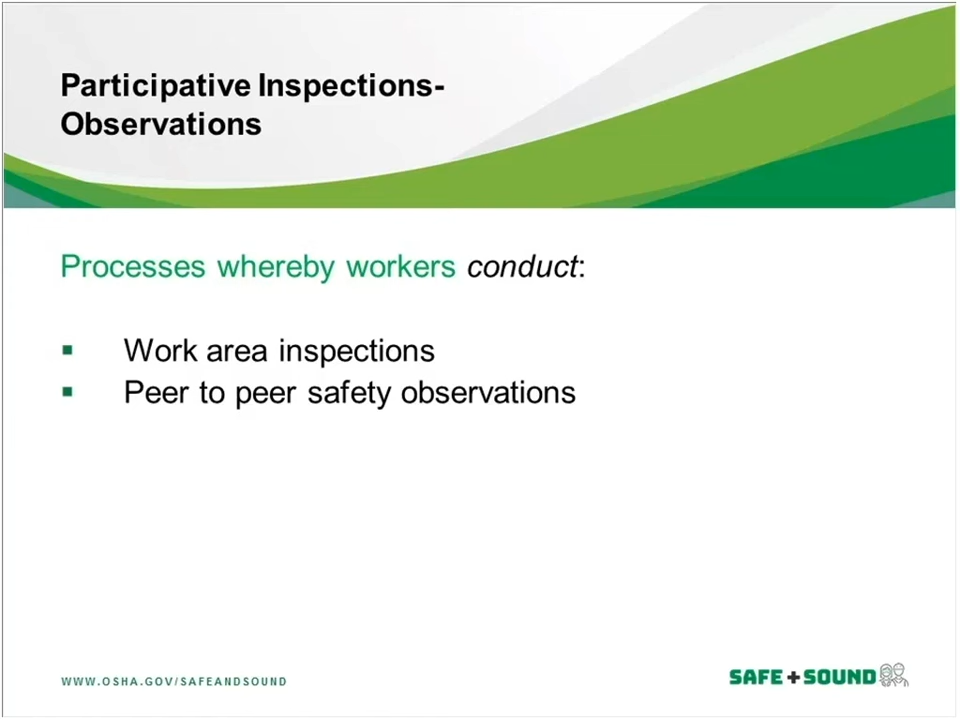 Participative Inspections-
Observations
Processes whereby workers conduct:
▪ Work area inspections
▪ Peer to peer safety observations
WWW.OSHA.GOV/SAFEANDSOUND
SAFE+SOUND